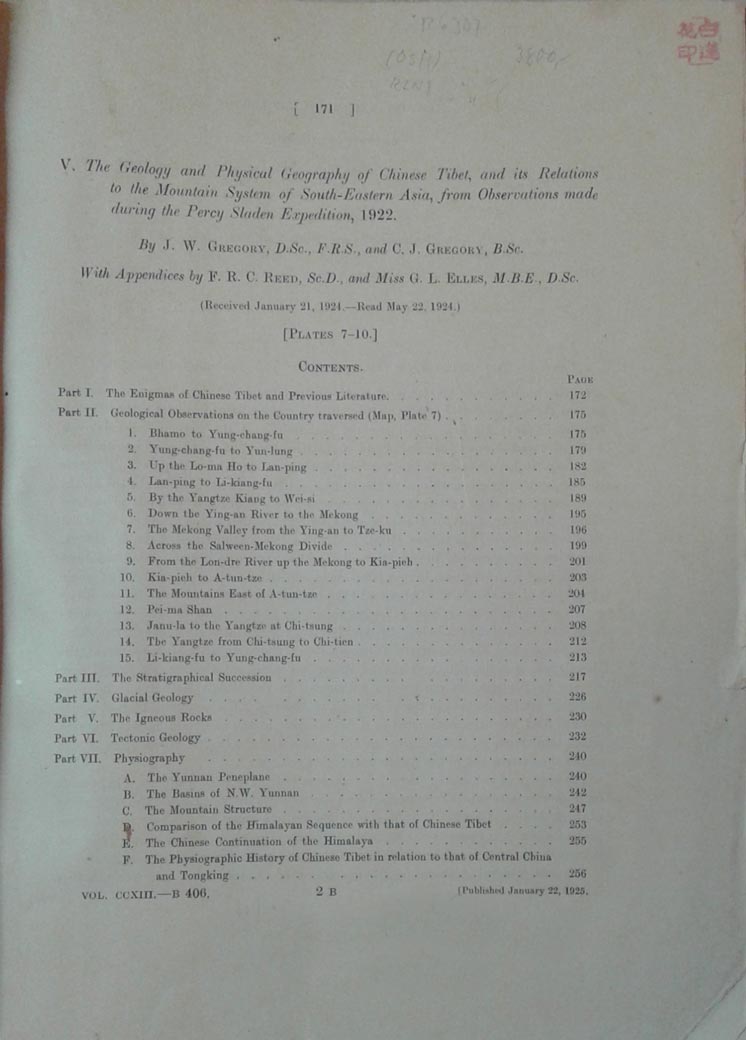 3800,-
白蓮
花印
[ 171 ]
V. The Geology and Physical Geography of Chinese Tibet, and its Relations
to the Mountain System of South-Eastern Asia, from Observations made
during the Percy Sladen Expedition, 1922.
By J. W. GREGORY, D.Sc., F.R.S., and C. J. GREGORY, B.Sc.
With Appendices by F. R. C. REED, Sc.D., and Miss G. L. ELLES, M.B.E., D.Sc.
(Received January 21, 1924.—Read May 22, 1924.)
[PLATES 7–10.]
CONTENTS.
PAGE
Part I. The Enigmas of Chinese Tibet and Previous Literature. . . . . . . . . . 172
Part II. Geological Observations on the Country traversed (Map, Plate 7) . . . . . . . 175
1. Bhamo to Yung-chang-fu . . . . . . . . . . . . . . . 175
2. Yung-chang-fu to Yun-lung . . . . . . . . . . . . . . . 179
3. Up the Lo-ma Ho to Lan-ping . . . . . . . . . . . . . . 182
4. Lan-ping to Li-kiang-fu . . . . . . . . . . . . . . . 185
5. By the Yangtze Kiang to Wei-si . . . . . . . . . . . . . 189
6. Down the Ying-an River to the Mekong . . . . . . . . . . . 195
7. The Mekong Valley from the Ying-an to Tze-ku . . . . . . . . . 196
8. Across the Salween-Mekong Divide . . . . . . . . . . . . 199
9. From the Lon-dre River up the Mekong to Kia-pieh . . . . . . . . 201
10. Kia-pieh to A-tun-tze . . . . . . . . . . . . . . . . 203
11. The Mountains East of A-tun-tze . . . . . . . . . . . . . 204
12. Pei-ma Shan . . . . . . . . . . . . . . . . . . 207
13. Janu-la to the Yangtze at Chi-tsung . . . . . . . . . . . . 208
14. The Yangtze from Chi-tsung to Chi-tien . . . . . . . . . . . 212
15. Li-kiang-fu to Yung-chang-fu . . . . . . . . . . . . . . 213
Part III. The Stratigraphical Succession . . . . . . . . . . . . . . . 217
Part IV. Glacial Geology . . . . . . . . . . . . . . . . . . . 226
Part V. The Igneous Rocks . . . . . . . . . . . . . . . . . . 230
Part VI. Tectonic Geology . . . . . . . . . . . . . . . . . . . 232
Part VII. Physiography . . . . . . . . . . . . . . . . . . . 240
A. The Yunnan Peneplane . . . . . . . . . . . . . . . 240
B. The Basins of N.W. Yunnan . . . . . . . . . . . . . . 242
C. The Mountain Structure . . . . . . . . . . . . . . . 247
D. Comparison of the Himalayan Sequence with that of Chinese Tibet . . . . 253
E. The Chinese Continuation of the Himalaya . . . . . . . . . . 255
F. The Physiographic History of Chinese Tibet in relation to that of Central China
and Tongking . . . . . . . . . . . . . . . . . 256
VOL. CCXIII.—B 406. 2 B [Published January 22, 1925.